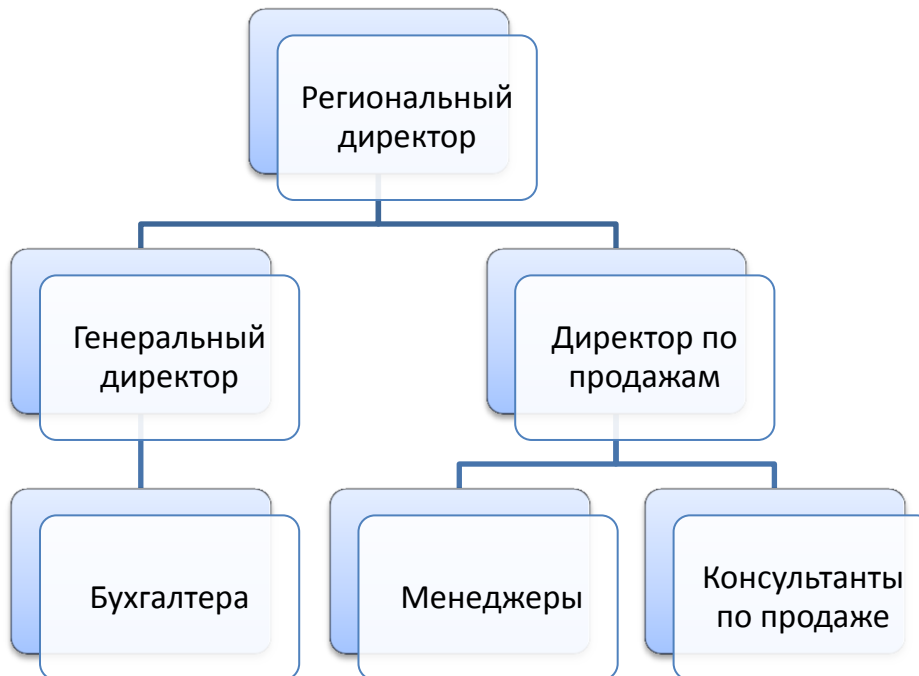 Региональный
директор
Генеральный
директор
Директор по
продажам
Бухгалтера
Менеджеры
Консультанты
по продаже